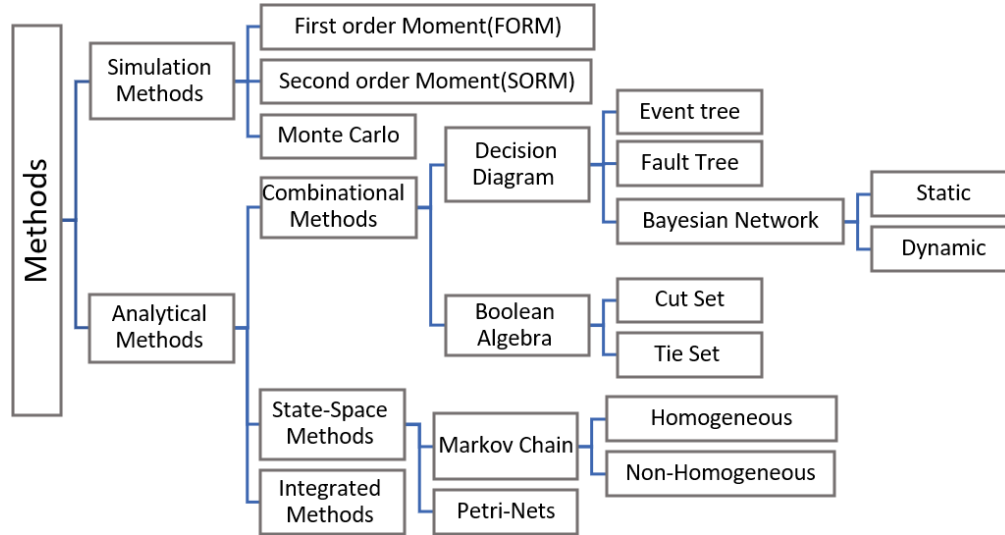 Methods
Simulation
Methods
First order Moment(FORM)
Second order Moment(SORM)
Monte Carlo
Analytical
Methods
Combinational
Methods
Decision
Diagram
Event tree
Fault Tree
Bayesian Network
Static
Dynamic
Boolean
Algebra
Cut Set
Tie Set
State-Space
Methods
Markov Chain
Homogeneous
Non-Homogeneous
Petri-Nets
Integrated
Methods